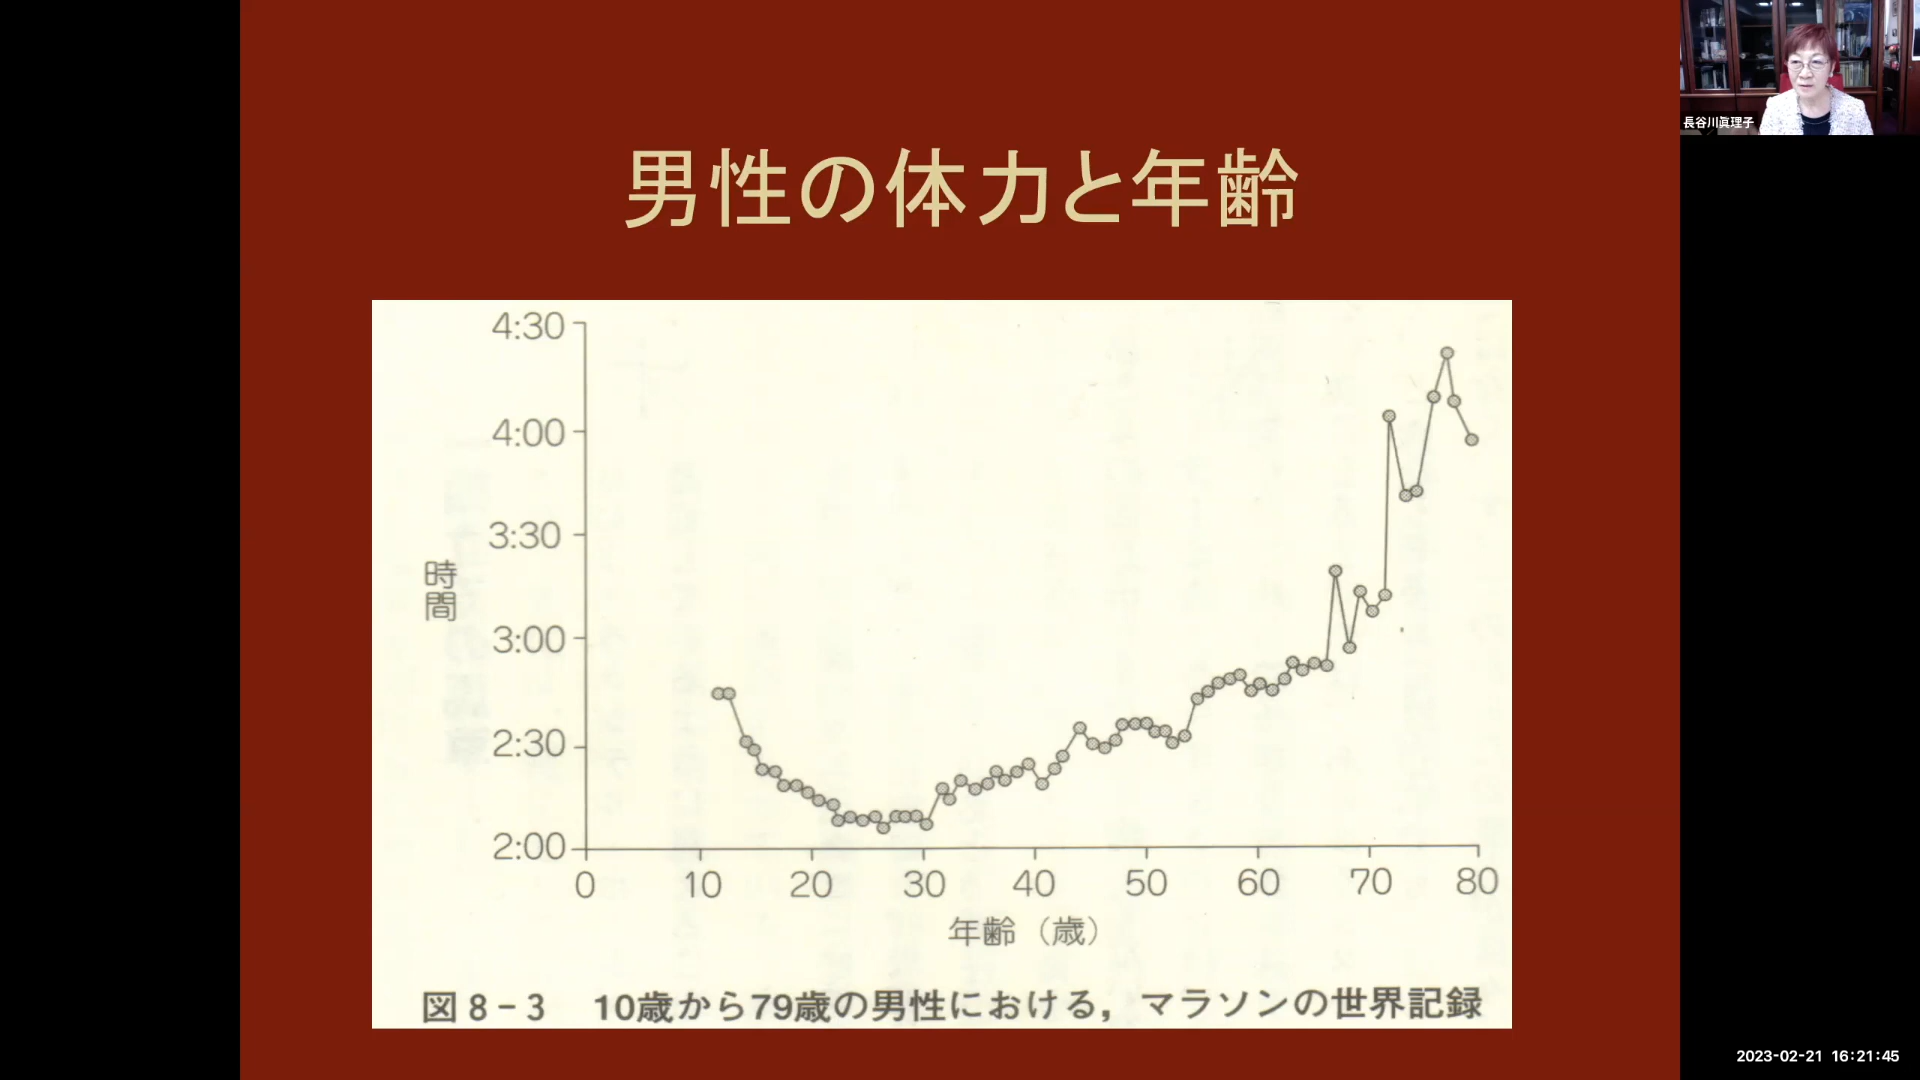 男性の体力と年齢
長谷川眞理子
4:30
4:00
3:30
3:00
2:30
2:00
時間
0 10 20 30 40 50 60 70 80
年齢（歳）
図8-3 10歳から79歳の男性における，マラソンの世界記録
2023-02-21 16:21:45